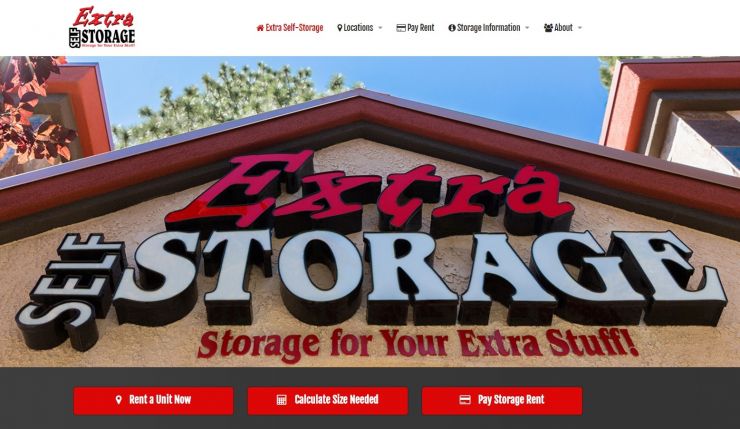 Extra
SELF STORAGE
Storage for Your Extra Stuff!
Extra Self-Storage Locations Pay Rent Storage Information About
Extra
SELF STORAGE
Storage for Your Extra Stuff!
Rent a Unit Now Calculate Size Needed Pay Storage Rent